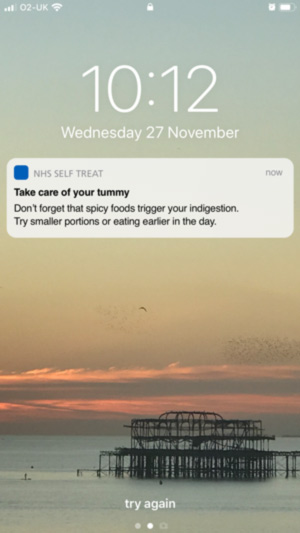 O2-UK
10:12
Wednesday 27 November
NHS SELF TREAT now
Take care of your tummy
Don't forget that spicy foods trigger your indigestion.
Try smaller portions or eating earlier in the day.
try again